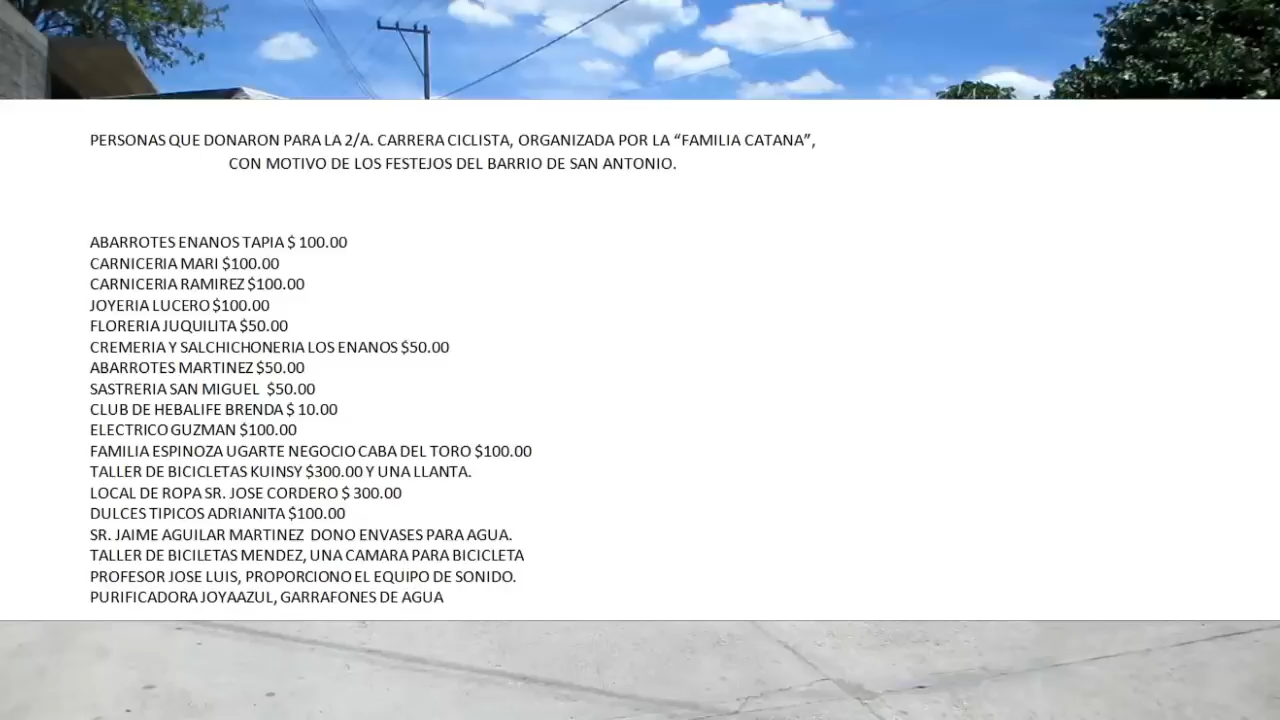 PERSONAS QUE DONARON PARA LA 2/A. CARRERA CICLISTA, ORGANIZADA POR LA “FAMILIA CATANA”,
CON MOTIVO DE LOS FESTEJOS DEL BARRIO DE SAN ANTONIO.
ABARROTES ENANOS TAPIA $ 100.00
CARNICERIA MARI $100.00
CARNICERIA RAMIREZ $100.00
JOYERIA LUCERO $100.00
FLORERIA JUQUILITA $50.00
CREMERIA Y SALCHICHONERIA LOS ENANOS $50.00
ABARROTES MARTINEZ $50.00
SASTRERIA SAN MIGUEL  $50.00
CLUB DE HEBALIFE BRENDA $ 10.00
ELECTRICO GUZMAN $100.00
FAMILIA ESPINOZA UGARTE NEGOCIO CABA DEL TORO $100.00
TALLER DE BICICLETAS KUINSY $300.00 Y UNA LLANTA.
LOCAL DE ROPA SR. JOSE CORDERO $ 300.00
DULCES TIPICOS ADRIANITA $100.00
SR. JAIME AGUILAR MARTINEZ  DONO ENVASES PARA AGUA.
TALLER DE BICILETAS MENDEZ, UNA CAMARA PARA BICICLETA
PROFESOR JOSE LUIS, PROPORCIONO EL EQUIPO DE SONIDO.
PURIFICADORA JOYAAZUL, GARRAFONES DE AGUA